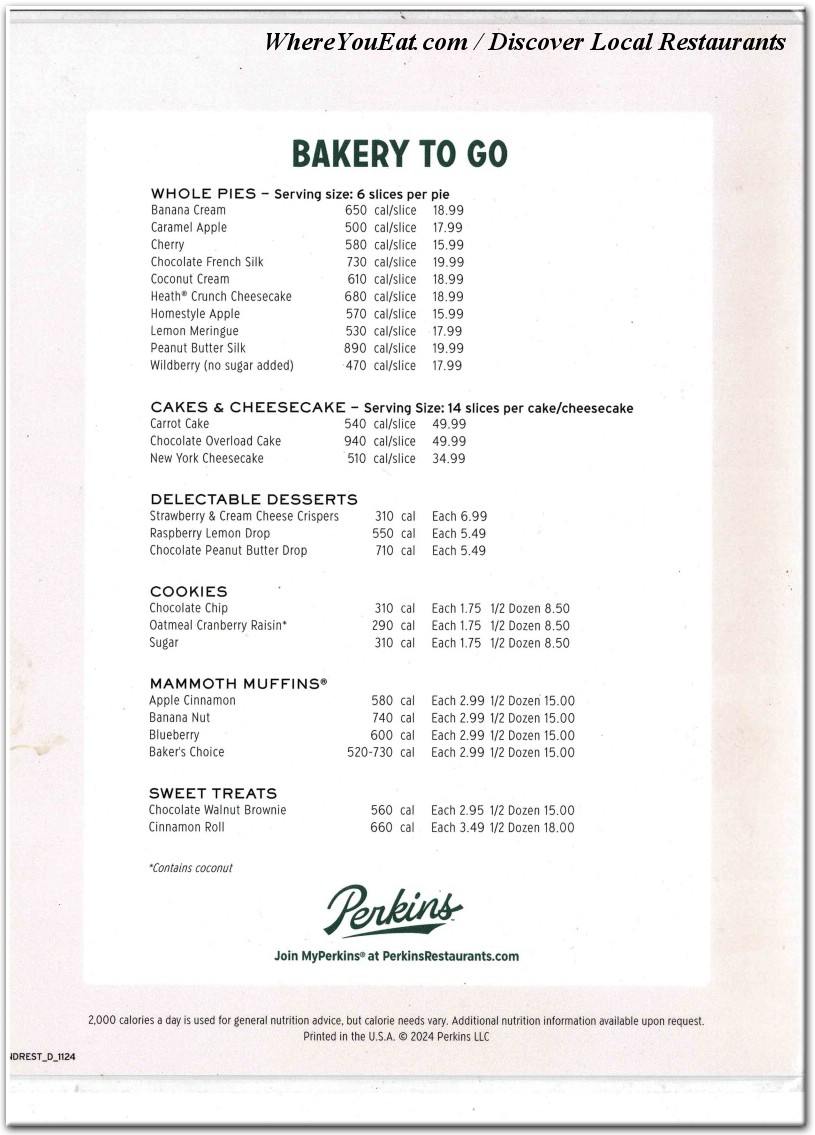 WhereYouEat.com / Discover Local Restaurants
BAKERY TO GO
WHOLE PIES – Serving size: 6 slices per pie
Banana Cream 650 cal/slice 18.99
Caramel Apple 500 cal/slice 17.99
Cherry 580 cal/slice 15.99
Chocolate French Silk 730 cal/slice 19.99
Coconut Cream 610 cal/slice 18.99
Heath® Crunch Cheesecake 680 cal/slice 18.99
Homestyle Apple 570 cal/slice 15.99
Lemon Meringue 530 cal/slice 17.99
Peanut Butter Silk 890 cal/slice 19.99
Wildberry (no sugar added) 470 cal/slice 17.99
CAKES & CHEESECAKE – Serving Size: 14 slices per cake/cheesecake
Carrot Cake 540 cal/slice 49.99
Chocolate Overload Cake 940 cal/slice 49.99
New York Cheesecake 510 cal/slice 34.99
DELECTABLE DESSERTS
Strawberry & Cream Cheese Crispers 310 cal Each 6.99
Raspberry Lemon Drop 550 cal Each 5.49
Chocolate Peanut Butter Drop 710 cal Each 5.49
COOKIES
Chocolate Chip 310 cal Each 1.75 1/2 Dozen 8.50
Oatmeal Cranberry Raisin* 290 cal Each 1.75 1/2 Dozen 8.50
Sugar 310 cal Each 1.75 1/2 Dozen 8.50
MAMMOTH MUFFINS®
Apple Cinnamon 580 cal Each 2.99 1/2 Dozen 15.00
Banana Nut 740 cal Each 2.99 1/2 Dozen 15.00
Blueberry 600 cal Each 2.99 1/2 Dozen 15.00
Baker's Choice 520-730 cal Each 2.99 1/2 Dozen 15.00
SWEET TREATS
Chocolate Walnut Brownie 560 cal Each 2.95 1/2 Dozen 15.00
Cinnamon Roll 660 cal Each 3.49 1/2 Dozen 18.00
*Contains coconut
Perkins
Join MyPerkins® at PerkinsRestaurants.com
2,000 calories a day is used for general nutrition advice, but calorie needs vary. Additional nutrition information available upon request.
Printed in the U.S.A. © 2024 Perkins LLC
NDREST_D_1124